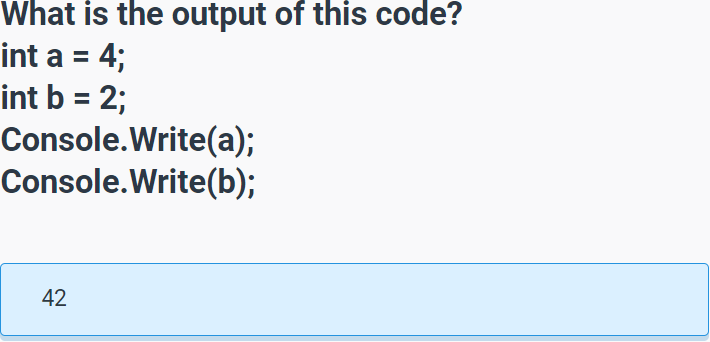 What is the output of this code?
int a = 4;
int b = 2;
Console.Write(a);
Console.Write(b);
42